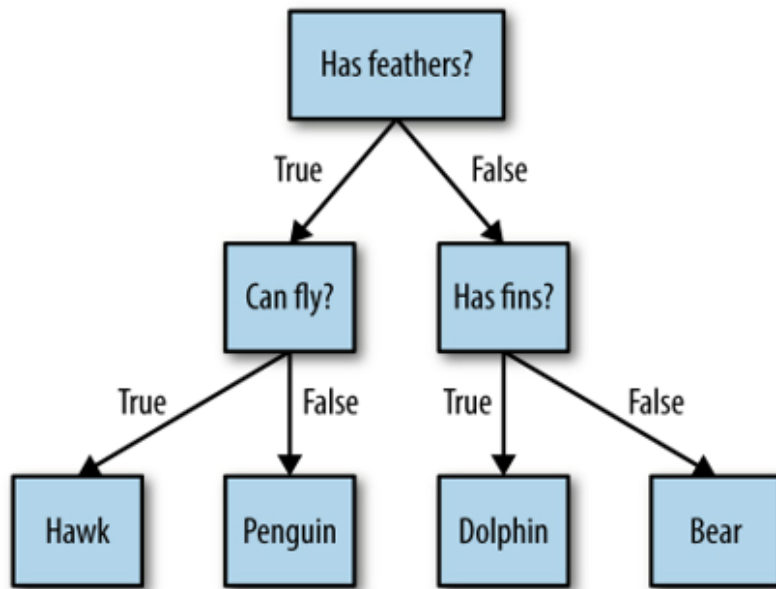 Has feathers?
True
False
Can fly?
Has fins?
True
False
True
False
Hawk
Penguin
Dolphin
Bear